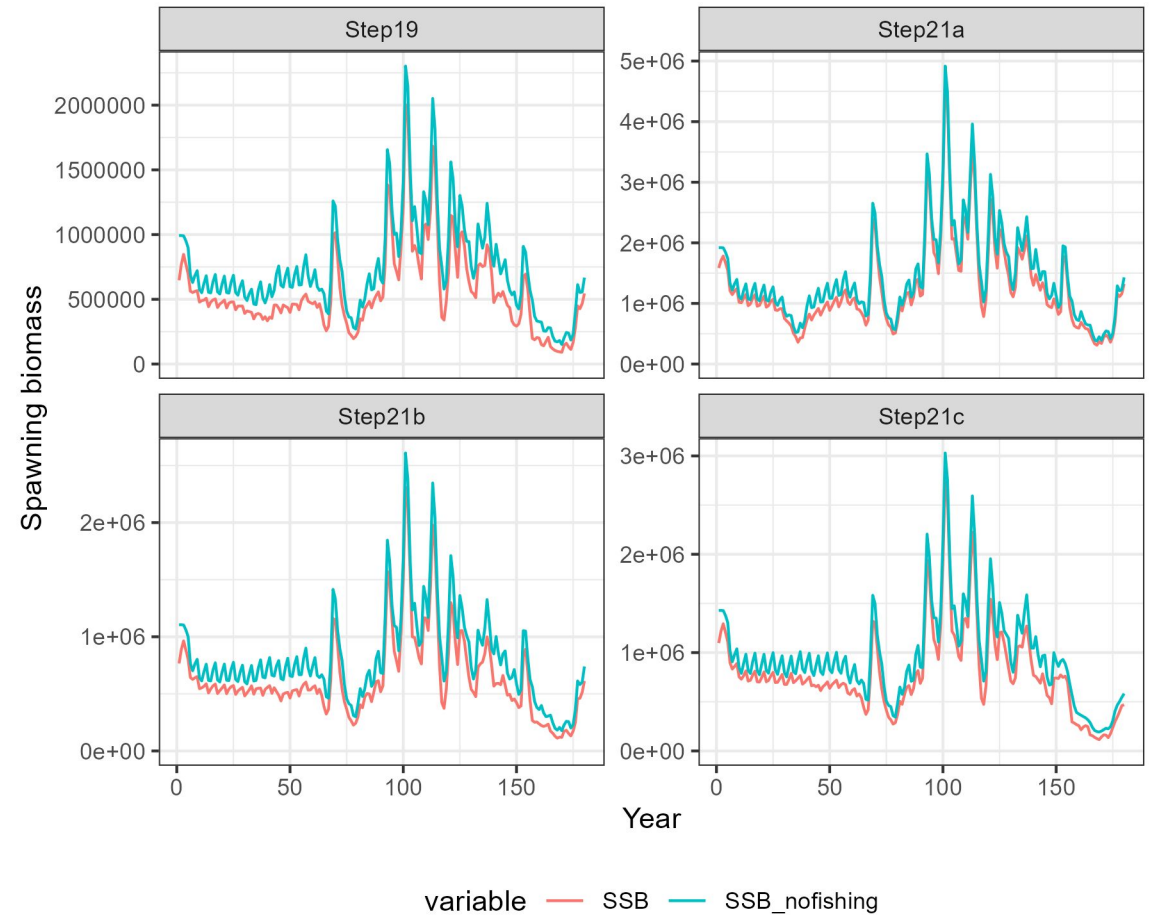 Step19
Step21a
2000000
1500000
1000000
500000
0
5e+06
4e+06
3e+06
2e+06
1e+06
0e+00
Spawning biomass
Step21b
Step21c
2e+06
1e+06
0e+00
3e+06
2e+06
1e+06
0e+00
0 50 100 150
0 50 100 150
Year
variable SSB SSB_nofishing